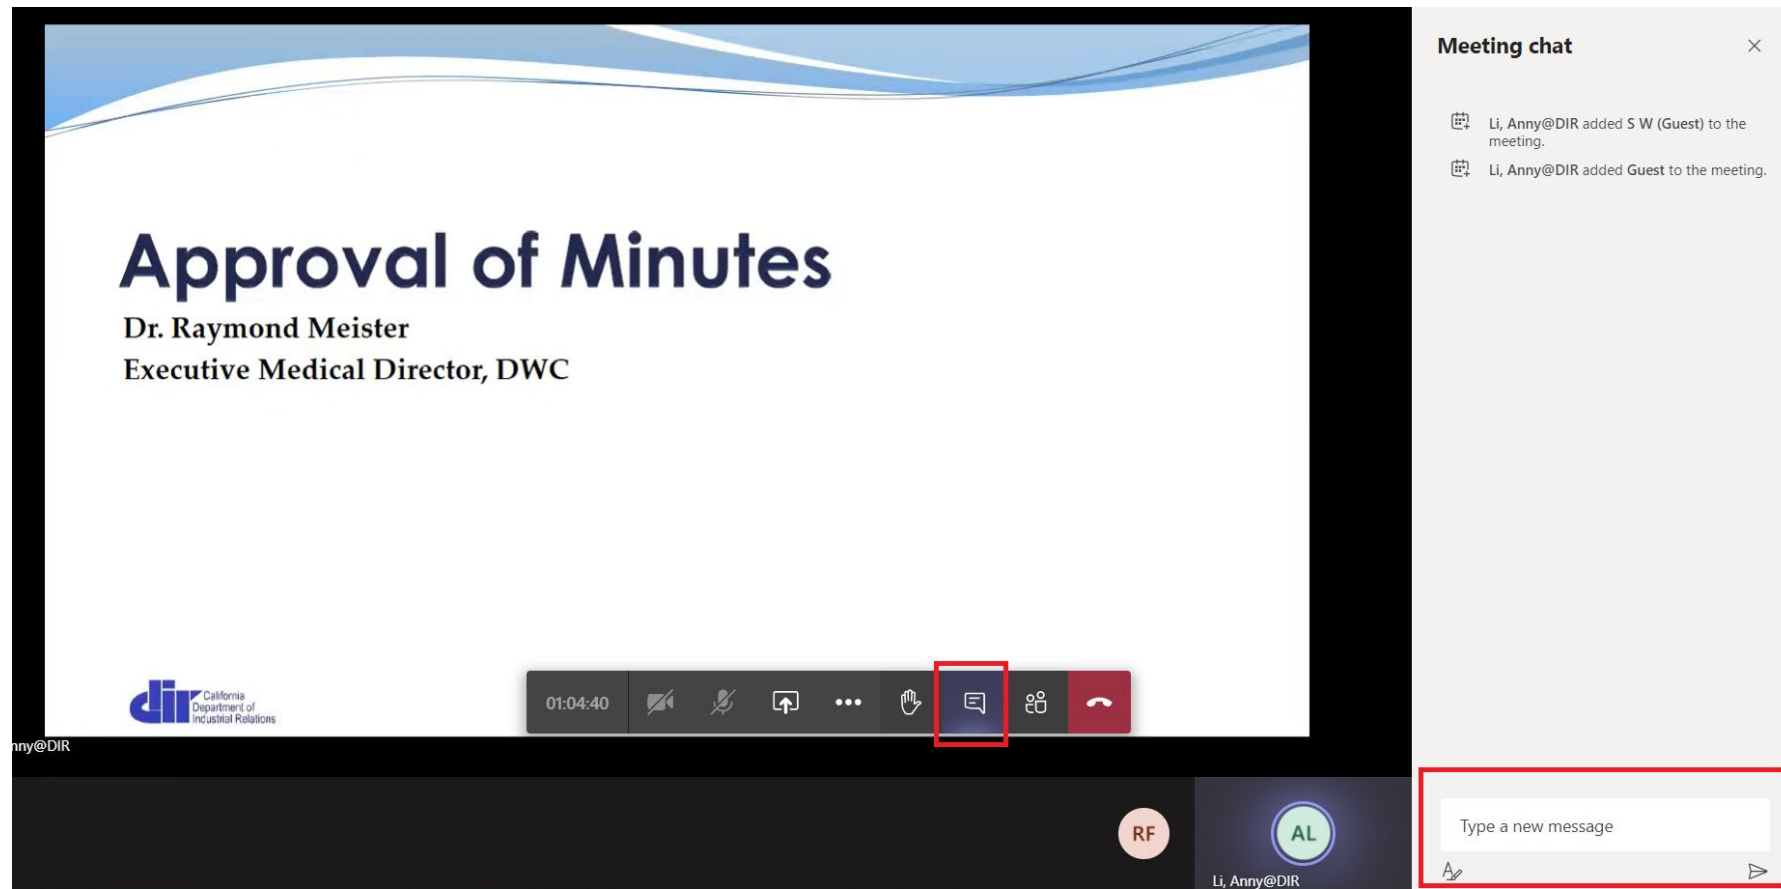 Approval of Minutes
Dr. Raymond Meister
Executive Medical Director, DWC
California
Department of
Industrial Relations
01:04:40
nny@DIR
RF
AL
Li, Anny@DIR
Meeting chat
Li, Anny@DIR added S W (Guest) to the
meeting.
Li, Anny@DIR added Guest to the meeting.
Type a new message